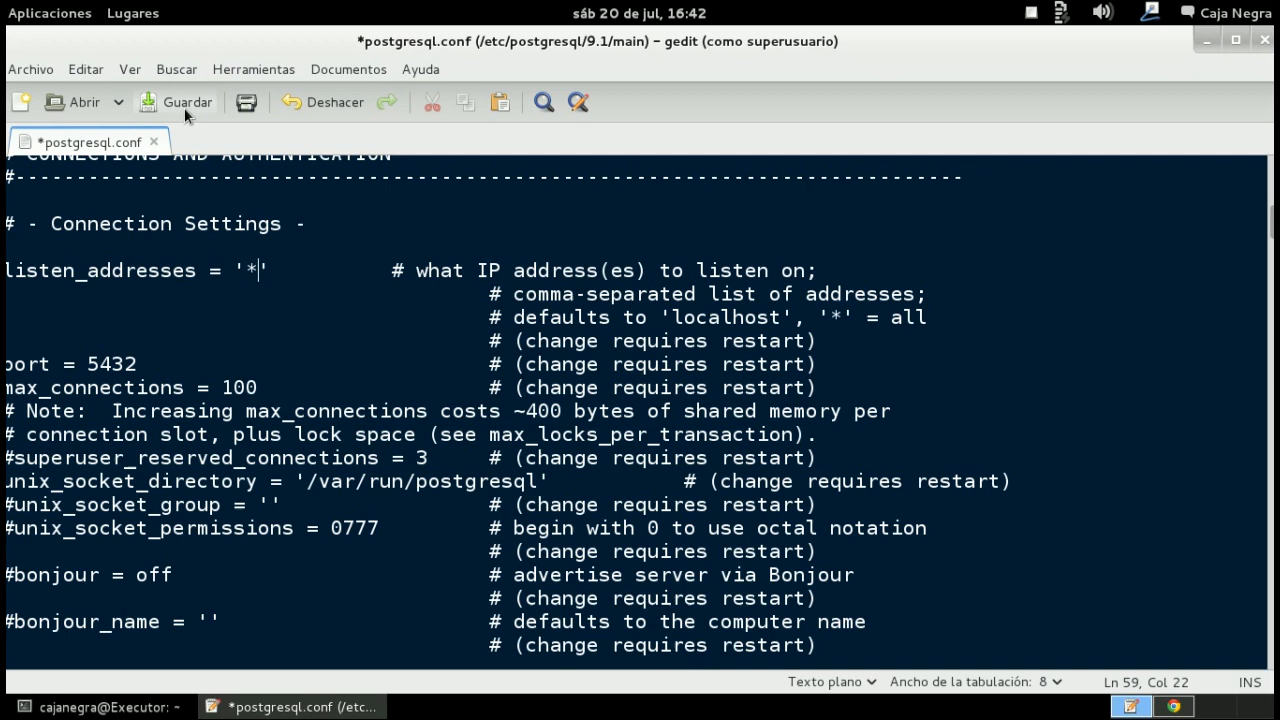 Aplicaciones Lugares sáb 20 de jul, 16:42 Caja Negra
*postgresql.conf (/etc/postgresql/9.1/main) – gedit (como superusuario)
Archivo Editar Ver Buscar Herramientas Documentos Ayuda
Abrir Guardar Deshacer
*postgresql.conf
# CONNECTIONS AND AUTHENTICATION
#------------------------------------------------------------------------------
# - Connection Settings -
listen_addresses = '*' # what IP address(es) to listen on;
# comma-separated list of addresses;
# defaults to 'localhost', '*' = all
# (change requires restart)
port = 5432 # (change requires restart)
max_connections = 100 # (change requires restart)
# Note: Increasing max_connections costs ~400 bytes of shared memory per
# connection slot, plus lock space (see max_locks_per_transaction).
#superuser_reserved_connections = 3 # (change requires restart)
unix_socket_directory = '/var/run/postgresql' # (change requires restart)
#unix_socket_group = '' # (change requires restart)
#unix_socket_permissions = 0777 # begin with 0 to use octal notation
# (change requires restart)
#bonjour = off # advertise server via Bonjour
# (change requires restart)
#bonjour_name = '' # defaults to the computer name
# (change requires restart)
Texto plano Ancho de la tabulación: 8 Ln 59, Col 22 INS
cajanegra@Executor: ~ *postgresql.conf (/etc...